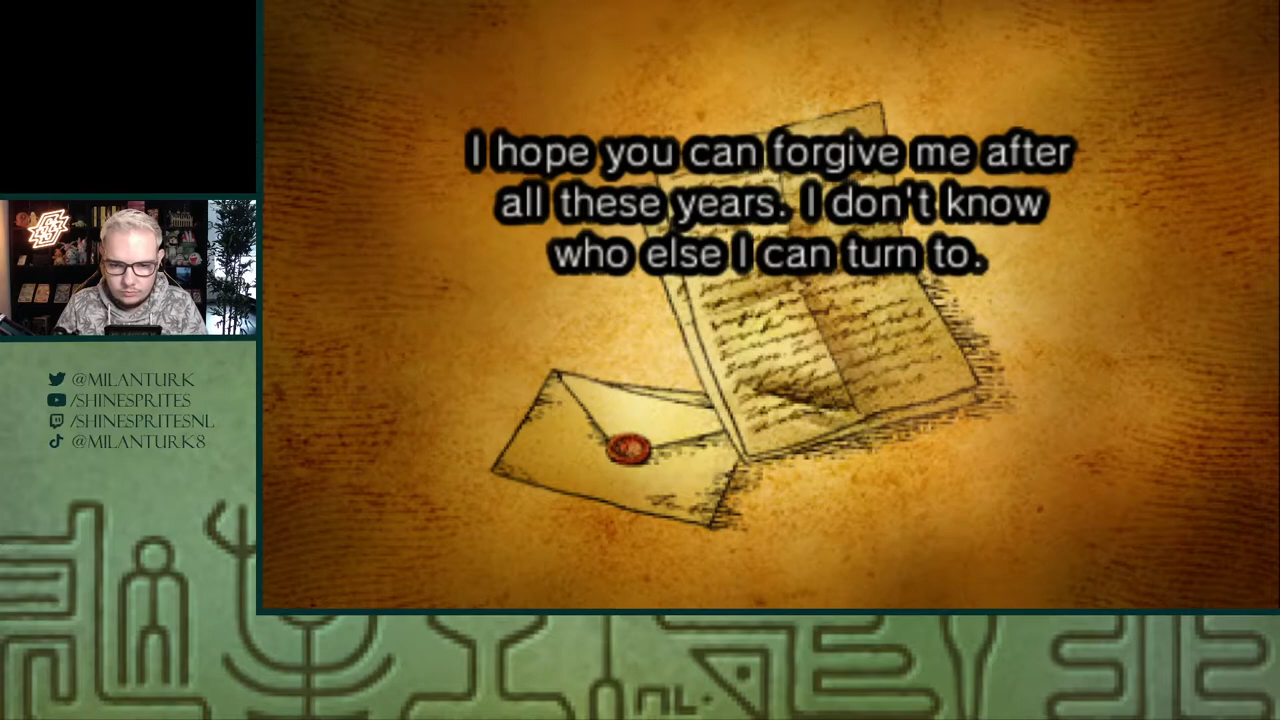 I hope you can forgive me after
all these years. I don't know
who else I can turn to.
@MILANTURK
/SHINESPRITES
/SHINESPRITESNL
@MILANTURK8